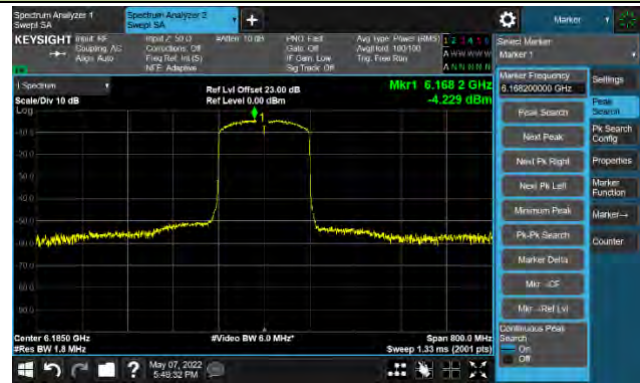 Spectrum Analyzer 1
Swept SA
Spectrum Analyzer 2
Swept SA
+
Marker
KEYSIGHT Input: RF
Coupling: AC
Align: Auto
Input Z: 50 Ω
Corrections: Off
Freq Ref: Int (S)
NFE: Adaptive
#Atten: 10 dB
PNO: Fast
Gate: Off
IF Gain: Low
Sig Track: Off
Avg Type: Power (RMS)
Avg|Hold: 100/100
Trig: Free Run
1 2 3 4 5 6
A W W W W W
A N N N N N
Select Marker
Marker 1
1 Spectrum
Scale/Div 10 dB
Ref Lvl Offset 23.00 dB
Ref Level 0.00 dBm
Mkr1 6.168 2 GHz
-4.229 dBm
Log
1
-10.0
-40.0
-50.0
Marker Frequency
6.168200000 GHz
Settings
Peak Search
Peak
Search
Next Peak
Pk Search
Config
Next Pk Right
Properties
Next Pk Left
Marker
Function
Minimum Peak
Marker→
Pk-Pk Search
Counter
Marker Delta
Mkr→CF
Mkr→Ref Lvl
Continuous Peak
Search
On
Off
Center 6.1850 GHz
#Res BW 1.8 MHz
#Video BW 6.0 MHz*
Span 800.0 MHz
Sweep 1.33 ms (2001 pts)
?
May 07, 2022
5:49:32 PM